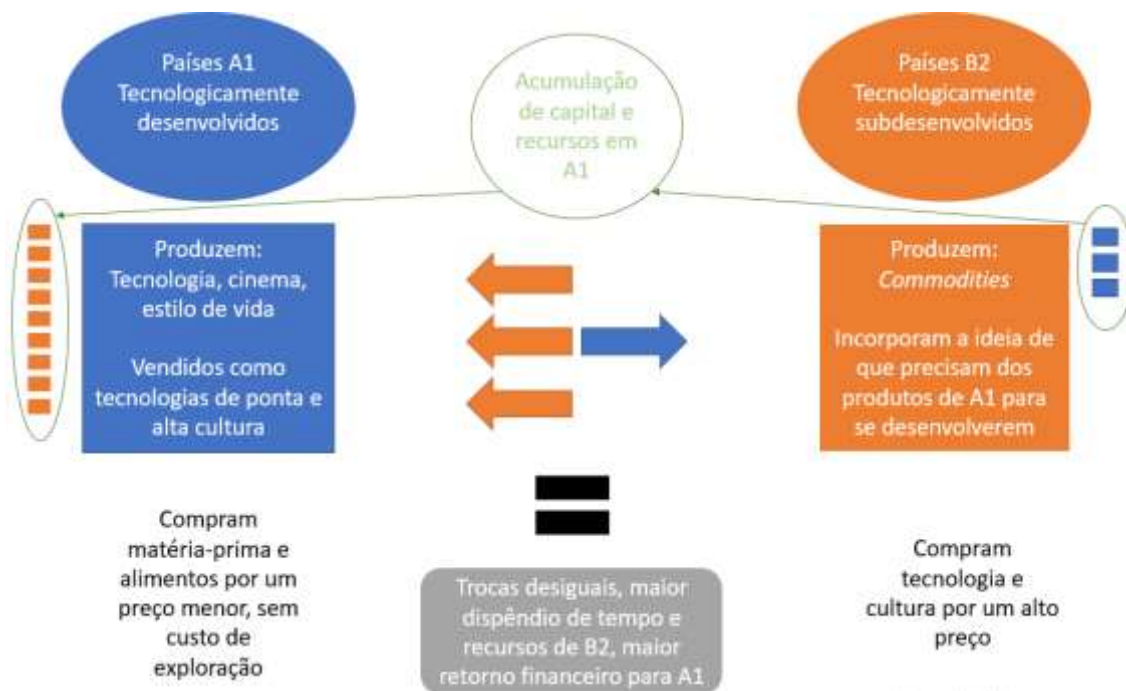 Países A1
Tecnologicamente
desenvolvidos
Acumulação
de capital e
recursos em
A1
Países B2
Tecnologicamente
subdesenvolvidos
Produzem:
Tecnologia, cinema,
estilo de vida
Vendidos como
tecnologias de ponta e
alta cultura
Produzem:
Commodities
Incorporam a ideia de
que precisam dos
produtos de A1 para
se desenvolverem
Compram
matéria-prima e
alimentos por um
preço menor, sem
custo de
exploração
Trocas desiguais, maior
dispêndio de tempo e
recursos de B2, maior
retorno financeiro para A1
Compram
tecnologia e
cultura por um alto
preço